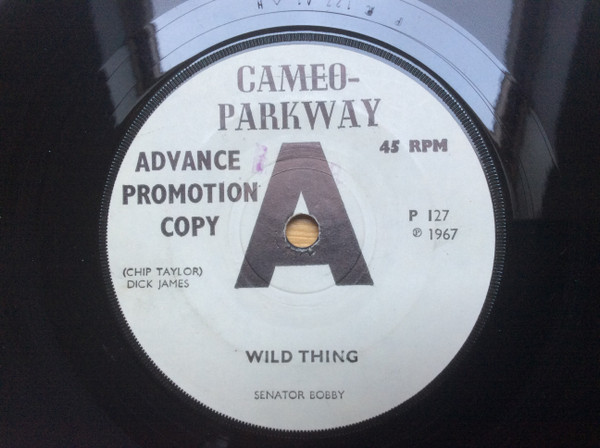 CAMEO-
PARKWAY
ADVANCE
PROMOTION
COPY
A
45 RPM
P 127
℗ 1967
(CHIP TAYLOR)
DICK JAMES
WILD THING
SENATOR BOBBY